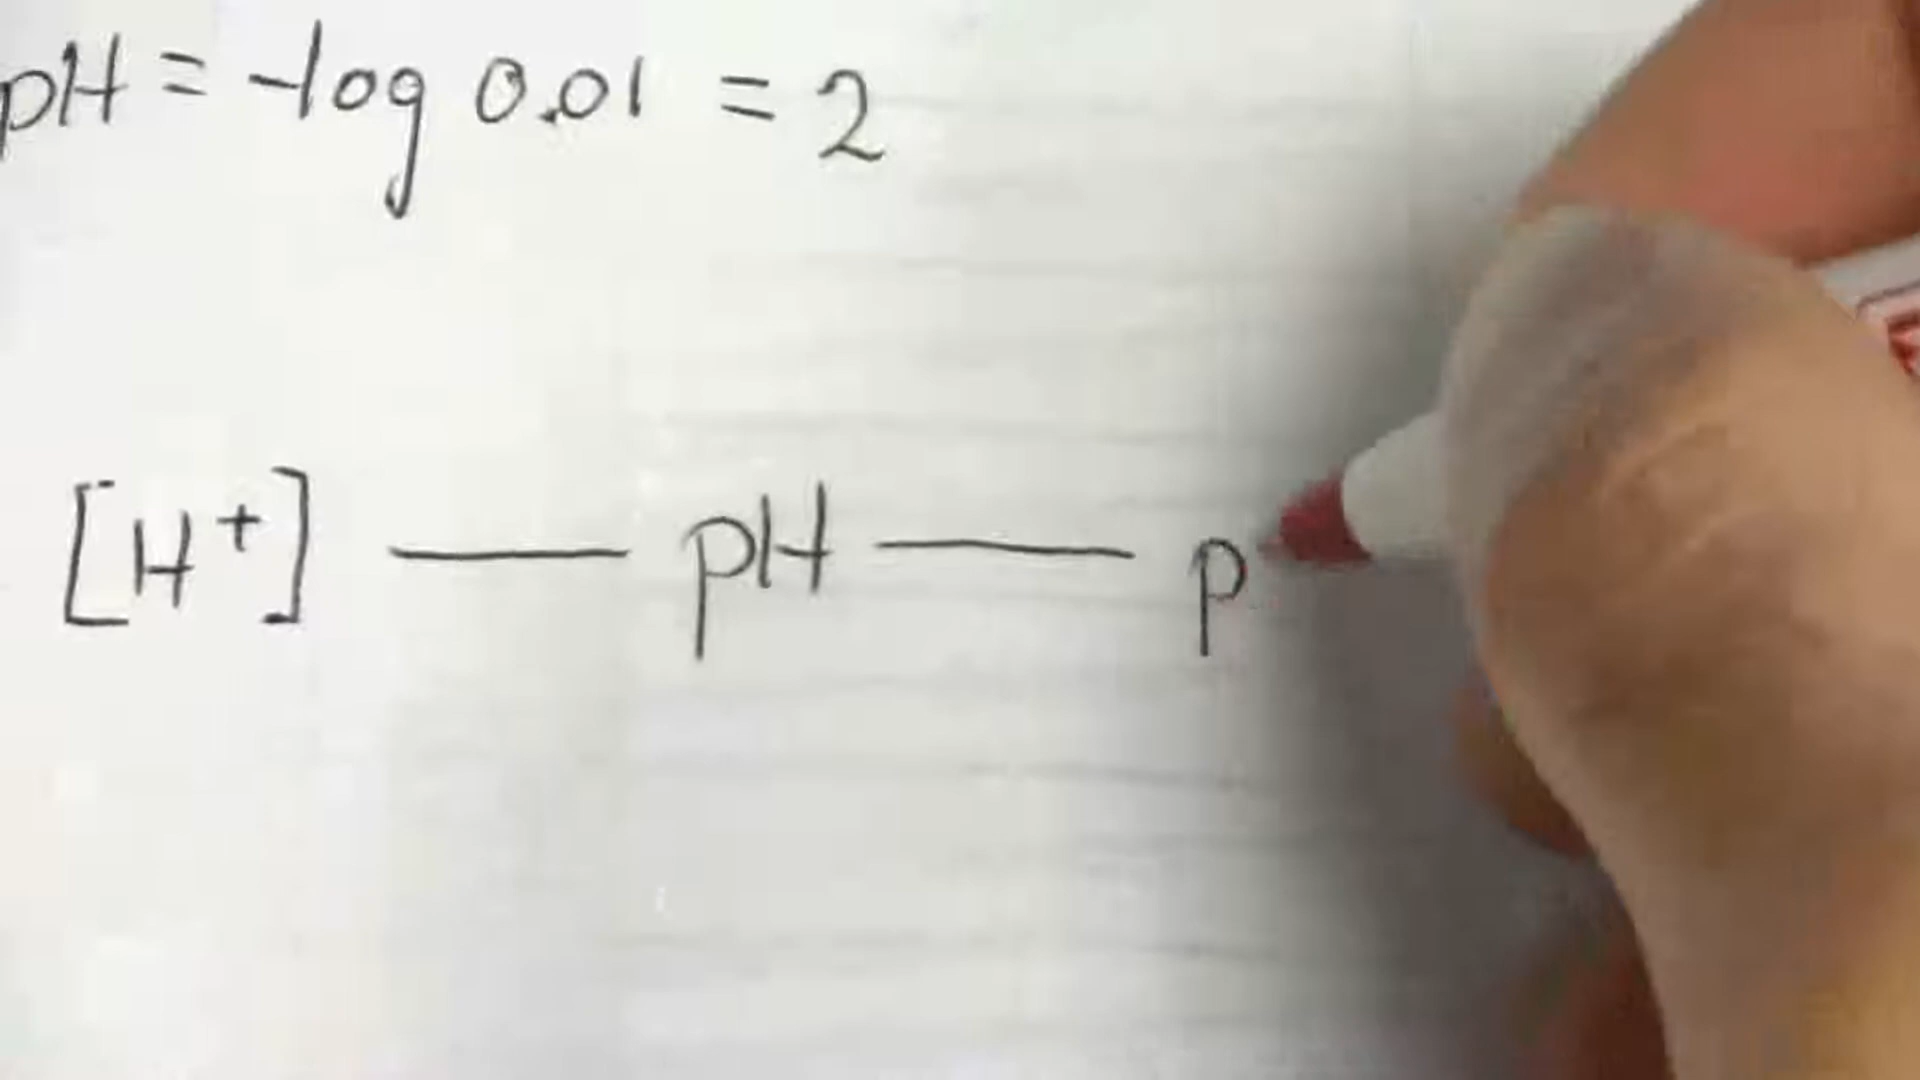 pH = -log 0.01 = 2
[H+] — pH — p